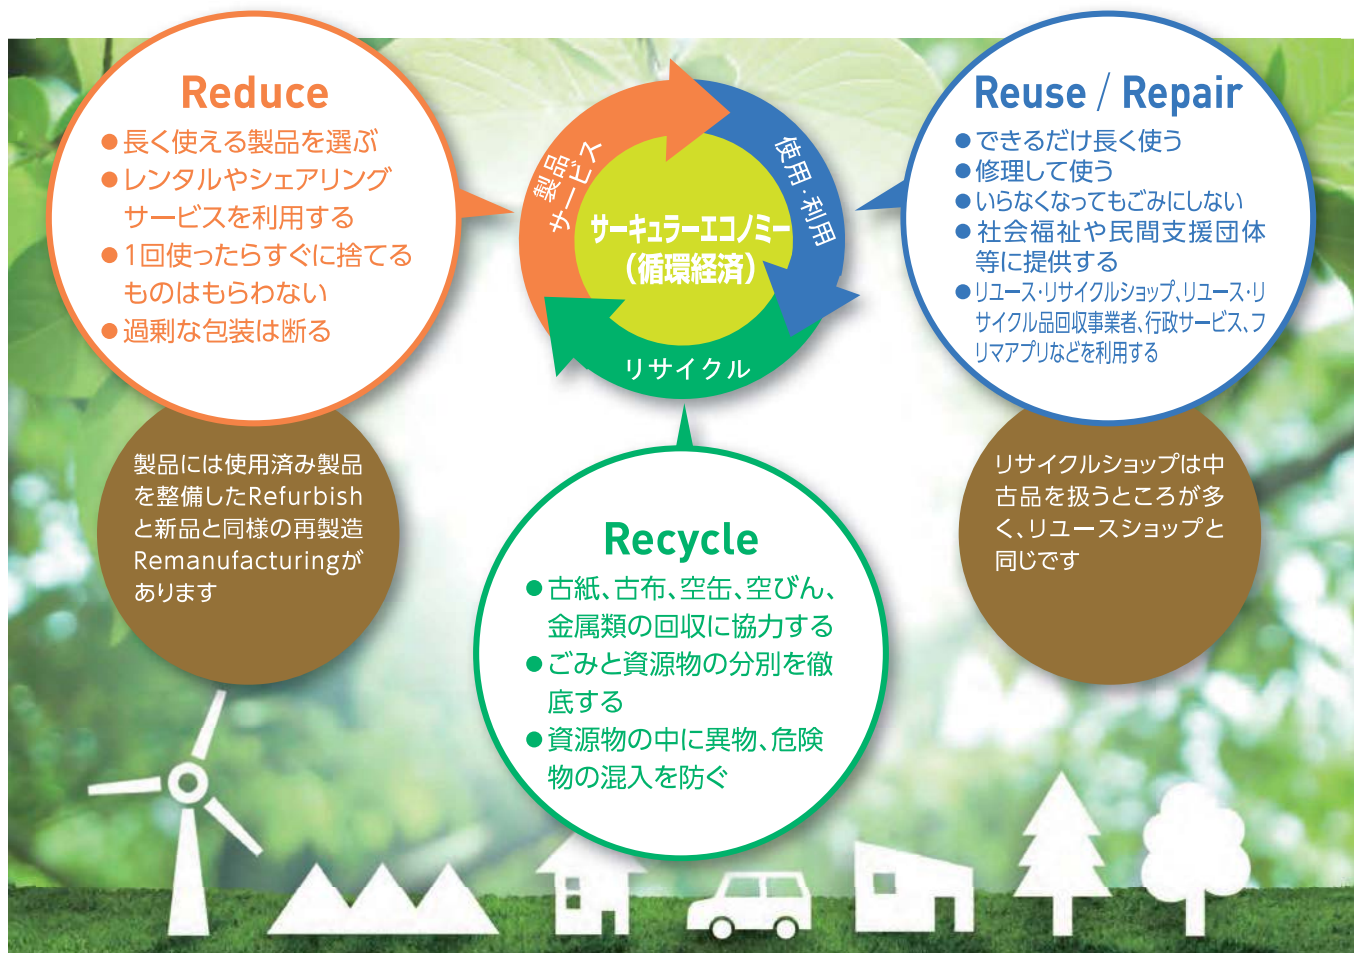 Reduce
●長く使える製品を選ぶ
●レンタルやシェアリング
サービスを利用する
●1回使ったらすぐに捨てる
ものはもらわない
●過剰な包装は断る
製品には使用済み製品
を整備したRefurbish
と新品と同様の再製造
Remanufacturingが
あります
製品
サービス
使用・利用
リサイクル
サーキュラーエコノミー
(循環経済)
Reuse / Repair
●できるだけ長く使う
●修理して使う
●いらなくなってもごみにしない
●社会福祉や民間支援団体
等に提供する
●リユース・リサイクルショップ、リユース・リ
サイクル品回収事業者、行政サービス、フ
リマアプリなどを利用する
リサイクルショップは中
古品を扱うところが多
く、リユースショップと
同じです
Recycle
●古紙、古布、空缶、空びん、
金属類の回収に協力する
●ごみと資源物の分別を徹
底する
●資源物の中に異物、危険
物の混入を防ぐ